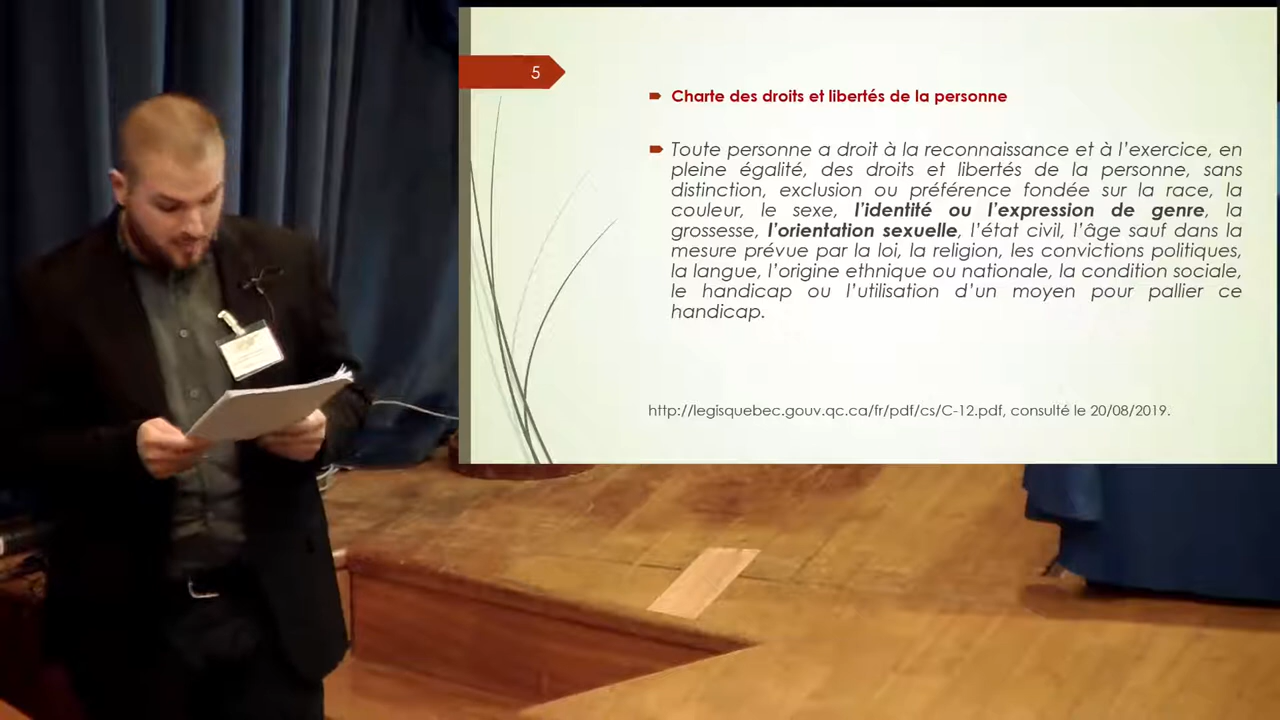 5
Charte des droits et libertés de la personne
Toute personne a droit à la reconnaissance et à l’exercice, en
pleine égalité, des droits et libertés de la personne, sans
distinction, exclusion ou préférence fondée sur la race, la
couleur, le sexe, l’identité ou l’expression de genre, la
grossesse, l’orientation sexuelle, l’état civil, l’âge sauf dans la
mesure prévue par la loi, la religion, les convictions politiques,
la langue, l’origine ethnique ou nationale, la condition sociale,
le handicap ou l’utilisation d’un moyen pour pallier ce
handicap.
http://legisquebec.gouv.qc.ca/fr/pdf/cs/C-12.pdf, consulté le 20/08/2019.